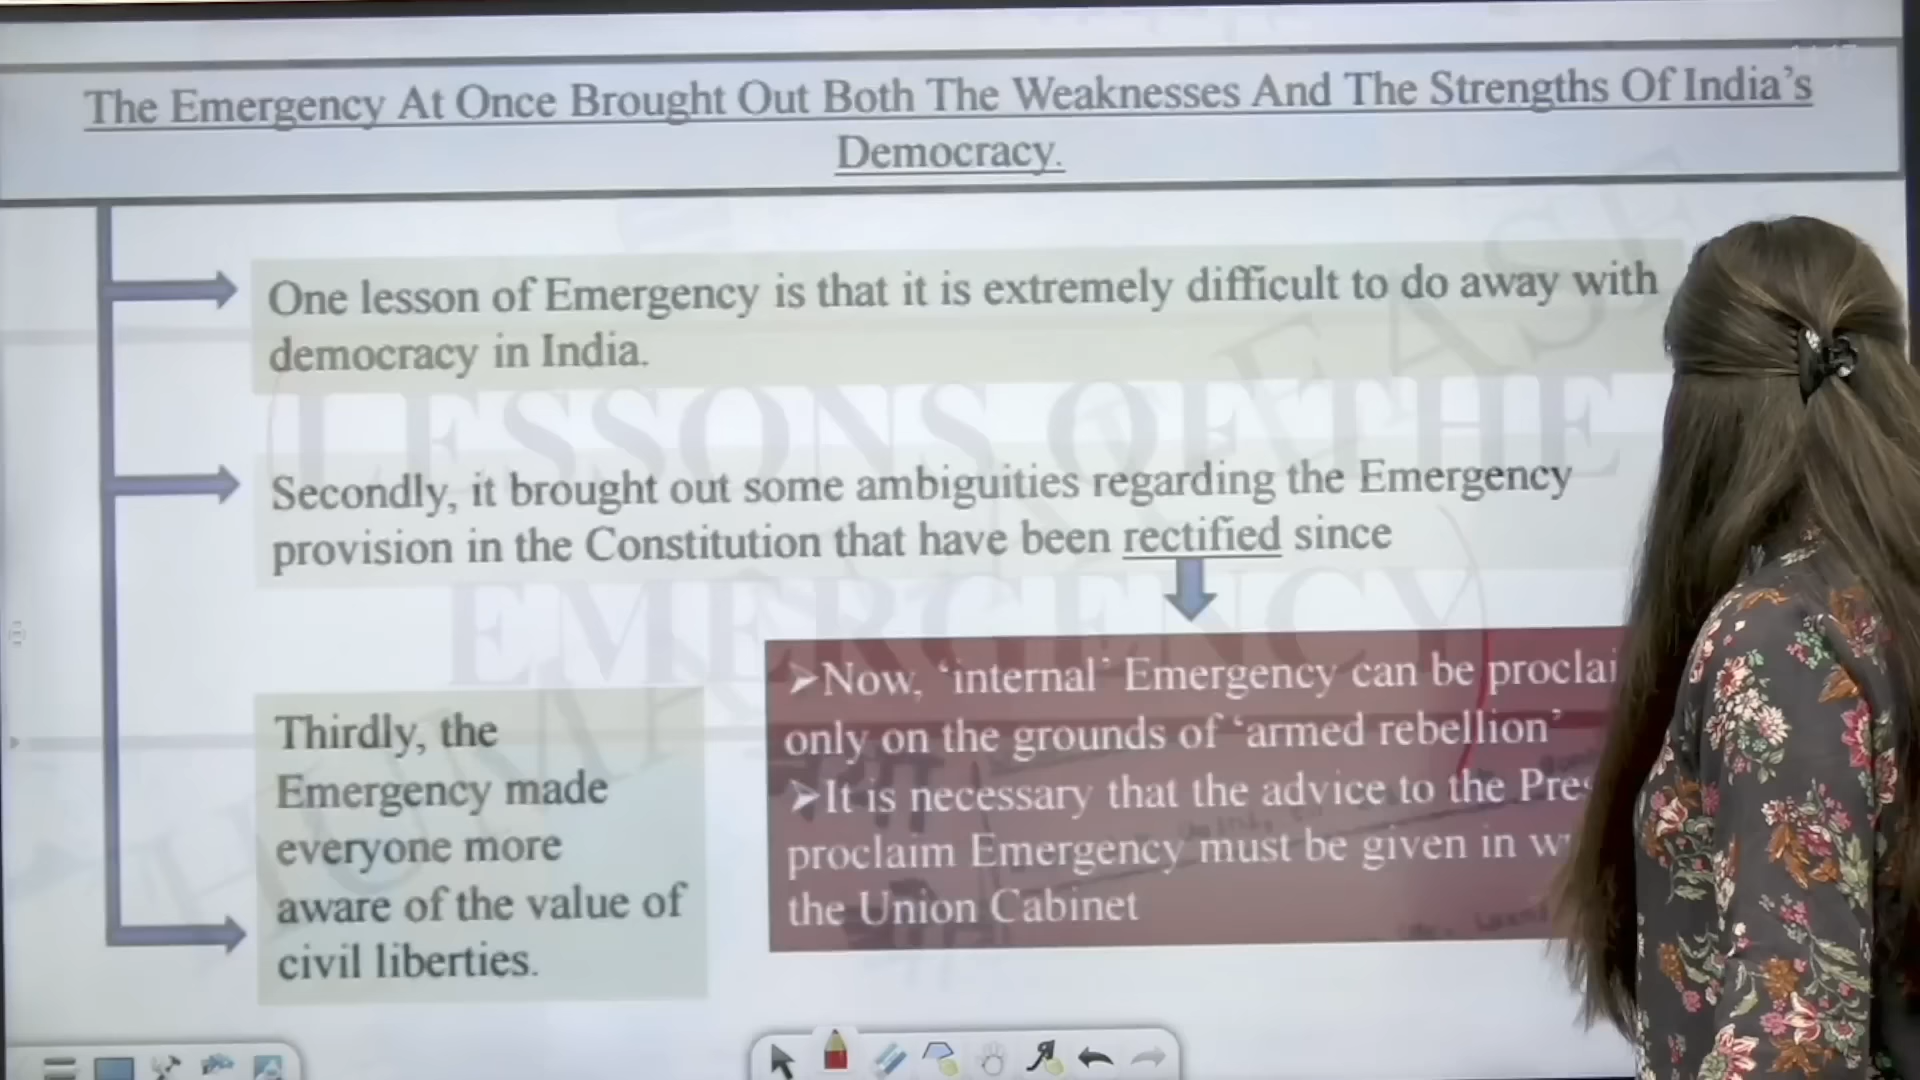 The Emergency At Once Brought Out Both The Weaknesses And The Strengths Of India’s
Democracy.
One lesson of Emergency is that it is extremely difficult to do away with
democracy in India.
LESSONS OF THE
Secondly, it brought out some ambiguities regarding the Emergency
provision in the Constitution that have been rectified since
EMERGENCY)
➤Now, ‘internal’ Emergency can be proclai
only on the grounds of ‘armed rebellion’
➤It is necessary that the advice to the Pres
proclaim Emergency must be given in w
the Union Cabinet
Thirdly, the
Emergency made
everyone more
aware of the value of
civil liberties.